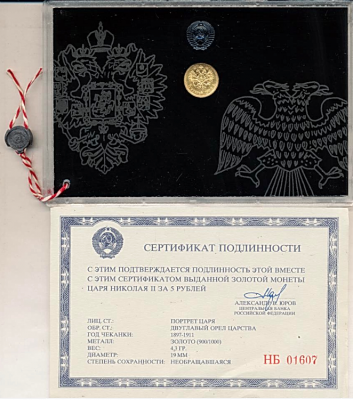 СЕРТИФИКАТ ПОДЛИННОСТИ
С ЭТИМ ПОДТВЕРЖДАЕТСЯ ПОДЛИННОСТЬ ЭТОЙ ВМЕСТЕ
С ЭТИМ СЕРТИФИКАТОМ ВЫДАННОЙ ЗОЛОТОЙ МОНЕТЫ
ЦАРЯ НИКОЛАЯ II ЗА 5 РУБЛЕЙ
АЛЕКСАНДР В. ЮРОВ
ЦЕНТРАЛЬНАЯ БАНКА
РОССИЙСКОЙ ФЕДЕРАЦИИ
ЛИЦ. СТ.: ПОРТРЕТ ЦАРЯ
ОБР. СТ.: ДВУГЛАВЫЙ ОРЕЛ ЦАРСТВА
ГОД ЧЕКАНКИ: 1897-1911
МЕТАЛЛ: ЗОЛОТО (900/1000)
ВЕС: 4,3 ГР.
ДИАМЕТР: 19 ММ
СТЕПЕНЬ СОХРАННОСТИ: НЕОБРАЩАВШАЯСЯ
НБ 01607